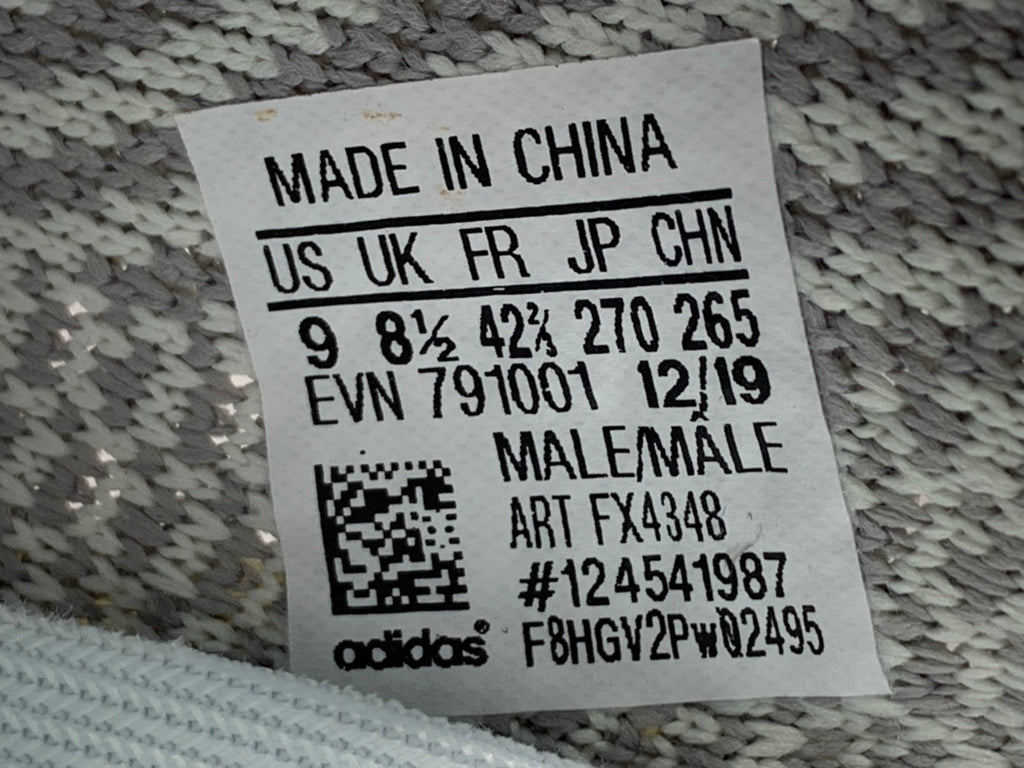 MADE IN CHINA
US UK FR JP CHN
9 8½ 42⅔ 270 265
EVN 791001 12/19
MALE/MÂLE
ART FX4348
#124541987
adidas® F8HGV2PwQ2495